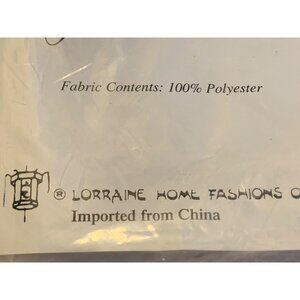 Fabric Contents: 100% Polyester
® LORRAINE HOME FASHIONS
Imported from China